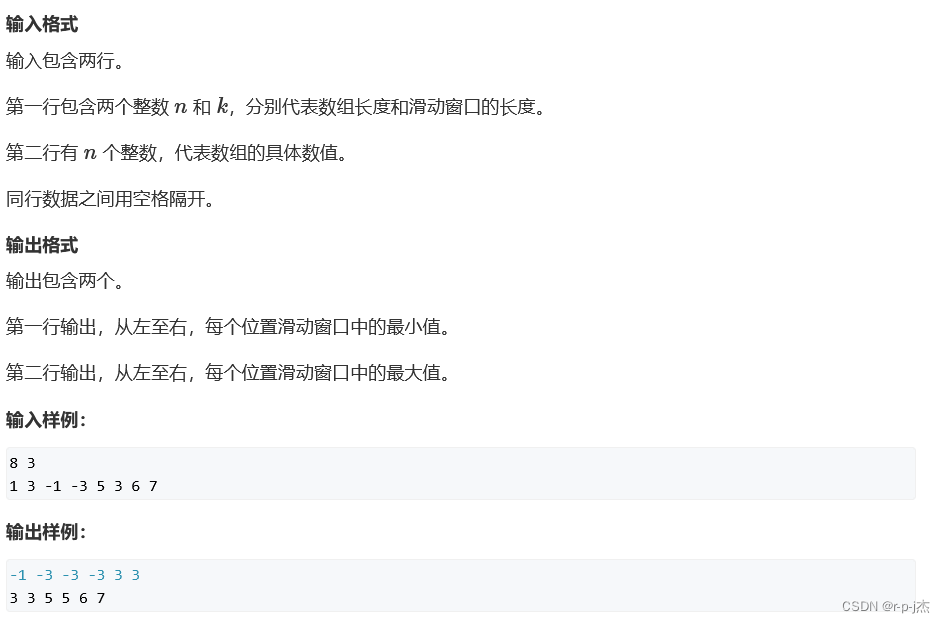 输入格式
输入包含两行。
第一行包含两个整数 n 和 k，分别代表数组长度和滑动窗口的长度。
第二行有 n 个整数，代表数组的具体数值。
同行数据之间用空格隔开。
输出格式
输出包含两个。
第一行输出，从左至右，每个位置滑动窗口中的最小值。
第二行输出，从左至右，每个位置滑动窗口中的最大值。
输入样例：
8 3
1 3 -1 -3 5 3 6 7
输出样例：
-1 -3 -3 -3 3 3
3 3 5 5 6 7
CSDN @r-p-j杰